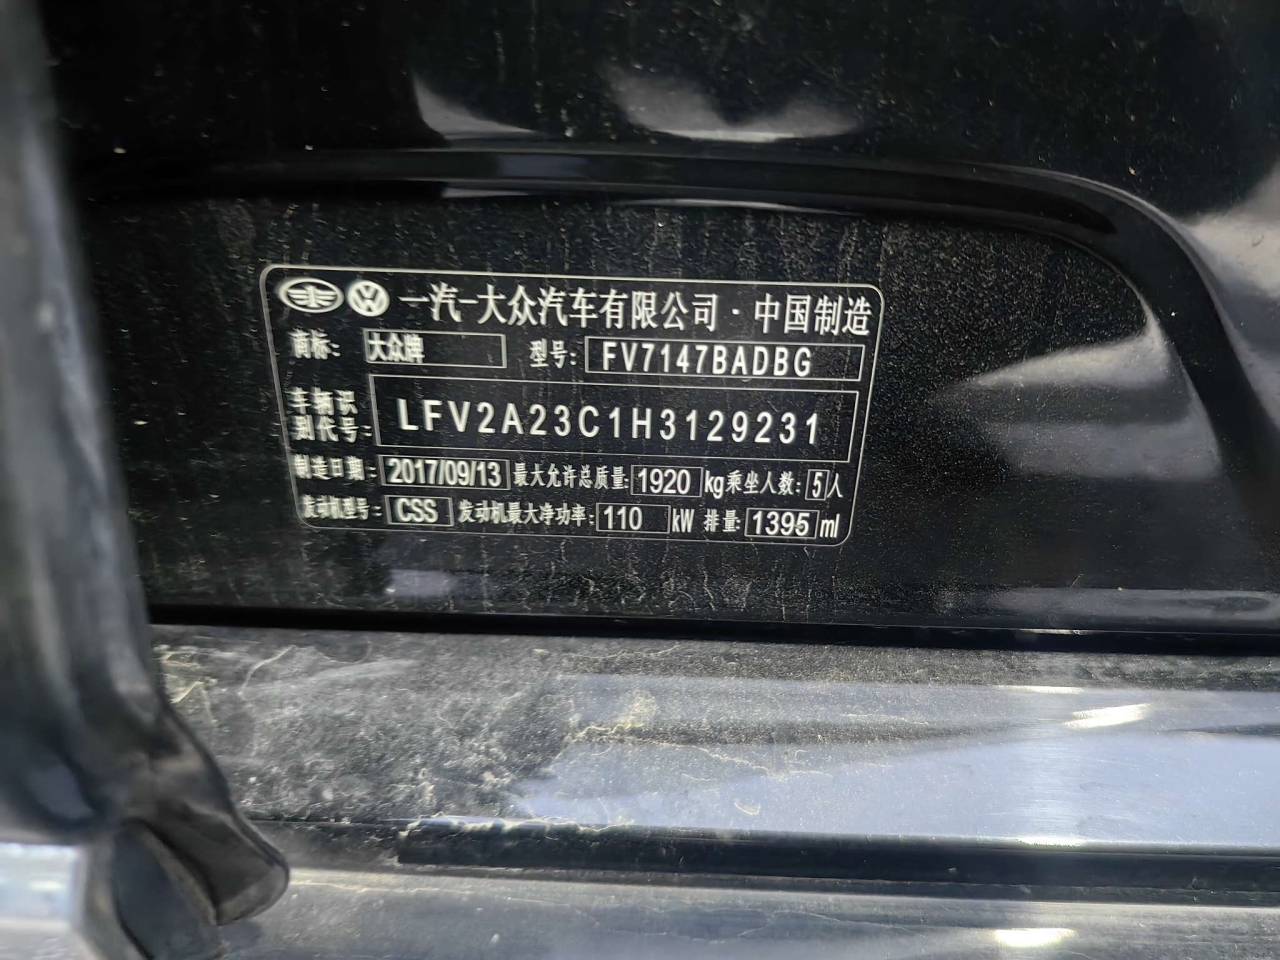 一汽-大众汽车有限公司·中国制造
商标: 大众牌 型号: FV7147BADBG
车辆识别代号: LFV2A23C1H3129231
制造日期: 2017/09/13 最大允许总质量: 1920 kg 乘坐人数: 5 人
发动机型号: CSS 发动机最大净功率: 110 kW 排量: 1395 ml